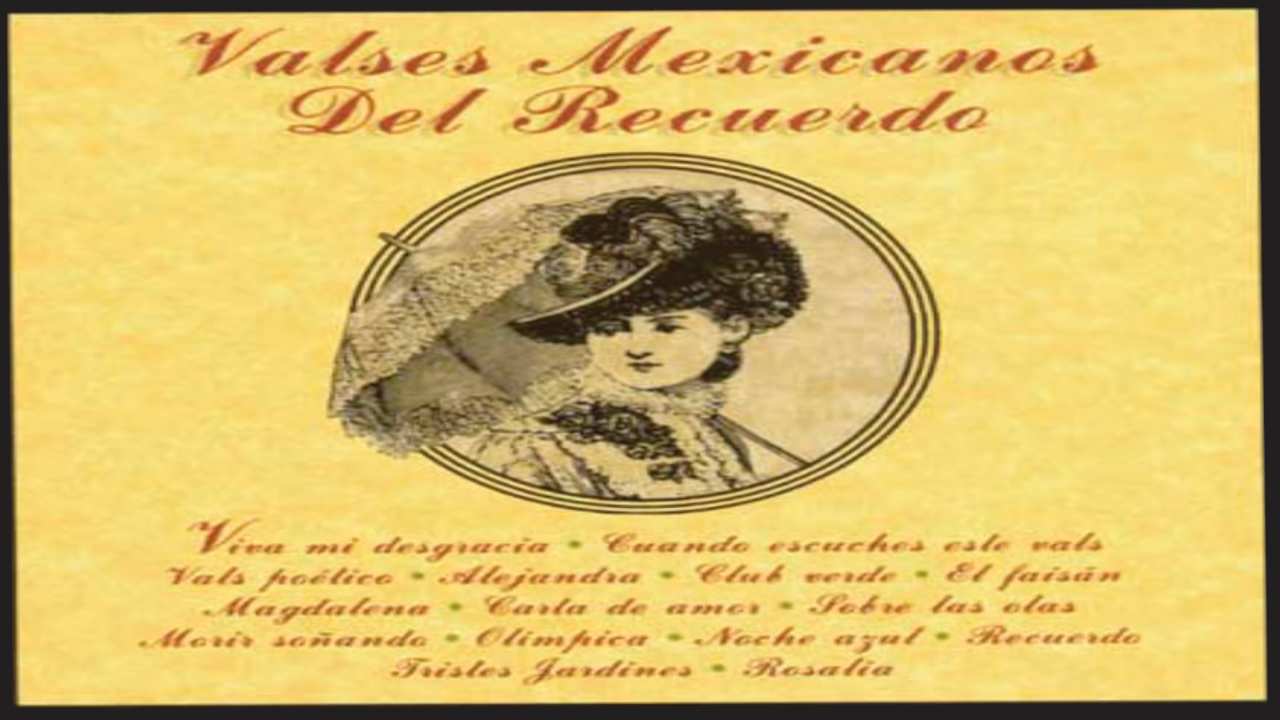 Valses Mexicanos
Del Recuerdo
Viva mi desgracia • Cuando escuches este vals
Vals poético • Alejandra • Club verde • El faisán
Magdalena • Carta de amor • Sobre las olas
Morir soñando • Olímpica • Noche azul • Recuerdo
Tristes Jardines • Rosalia